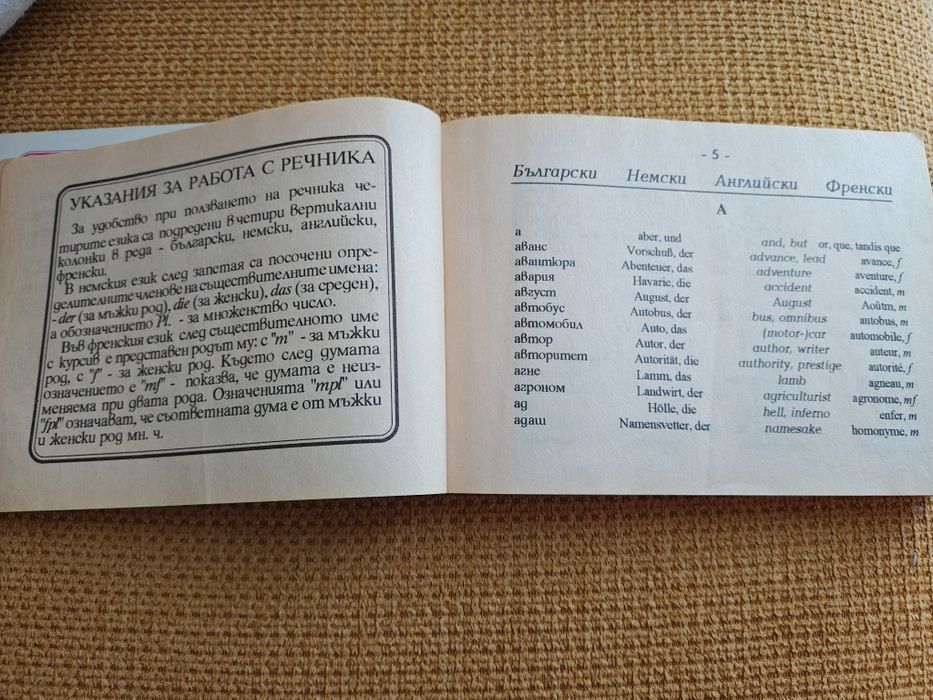 УКАЗАНИЯ ЗА РАБОТА С РЕЧНИКА
За удобство при ползването на речника че-
тирите езика са подредени в четири вертикални
колонки в реда - български, немски, английски,
френски.
В немския език след запетая са посочени опре-
делителните членове на съществителните имена:
- der (за мъжки род), die (за женски), das (за среден),
а обозначението Pl. - за множенство число.
Във френския език след съществителното име
с курсив е представен родът му: с "m" - за мъжки
род, с "f" - за женски род. Където след думата
означението е "mf" - показва, че думата е неиз-
меняема при двата рода. Означенията "mpl" или
"fpl" означават, че съответната дума е от мъжки
и женски род мн. ч.
- 5 -
Български Немски Английски Френски
А
а aber, und and, but or, que, tandis que
аванс Vorschuß, der advance, lead avance, f
авантюра Abenteuer, das adventure aventure, f
авария Havarie, die accident accident, m
август August, der August Aoûtm, m
автобус Autobus, der bus, omnibus autobus, m
автомобил Auto, das (motor-)car automobile, f
автор Autor, der author, writer auteur, m
авторитет Autorität, die authority, prestige autorité, f
агне Lamm, das lamb agneau, m
агроном Landwirt, der agriculturist agronome, mf
ад Hölle, die hell, inferno enfer, m
адаш Namensvetter, der namesake homonyme, m